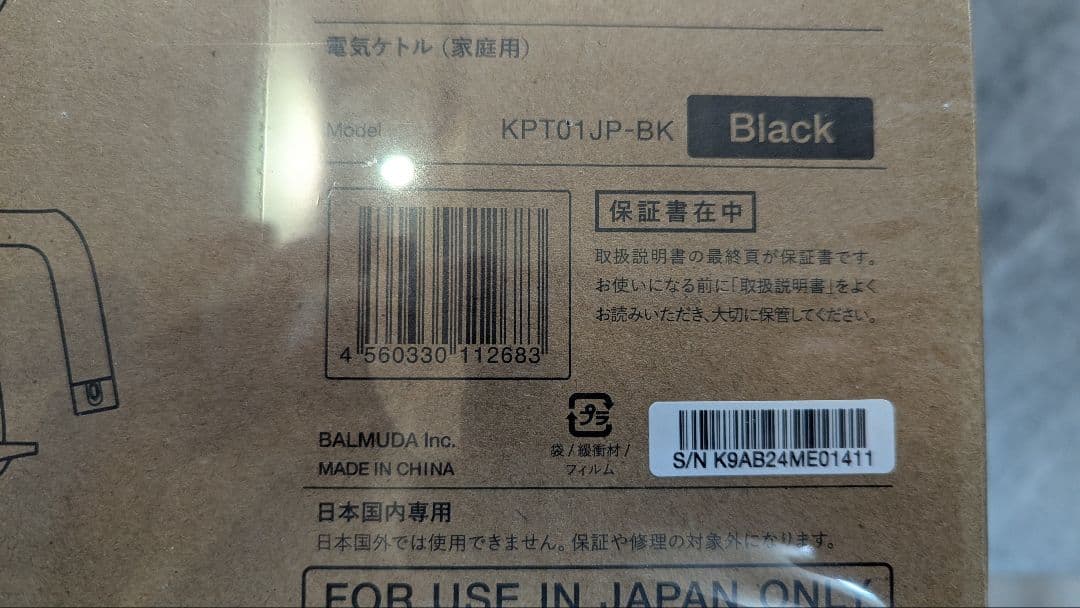 電気ケトル（家庭用）
Model KPT01JP-BK Black
4 560330 112683
保証書在中
取扱説明書の最終頁が保証書です。
お使いになる前に「取扱説明書」をよく
お読みいただき、大切に保管してください。
プラ
袋 / 緩衝材 /
フィルム
S/N K9AB24ME01411
BALMUDA Inc.
MADE IN CHINA
日本国内専用
日本国外では使用できません。保証や修理の対象外になります。
FOR USE IN JAPAN ONLY